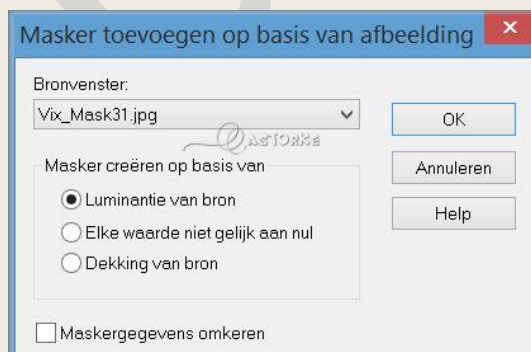 Masker toevoegen op basis van afbeelding
Bronvenster:
Vix_Mask31.jpg
OK
ASTORKE
Masker creëren op basis van
Annuleren
Luminantie van bron
Help
Elke waarde niet gelijk aan nul
Dekking van bron
Maskergegevens omkeren